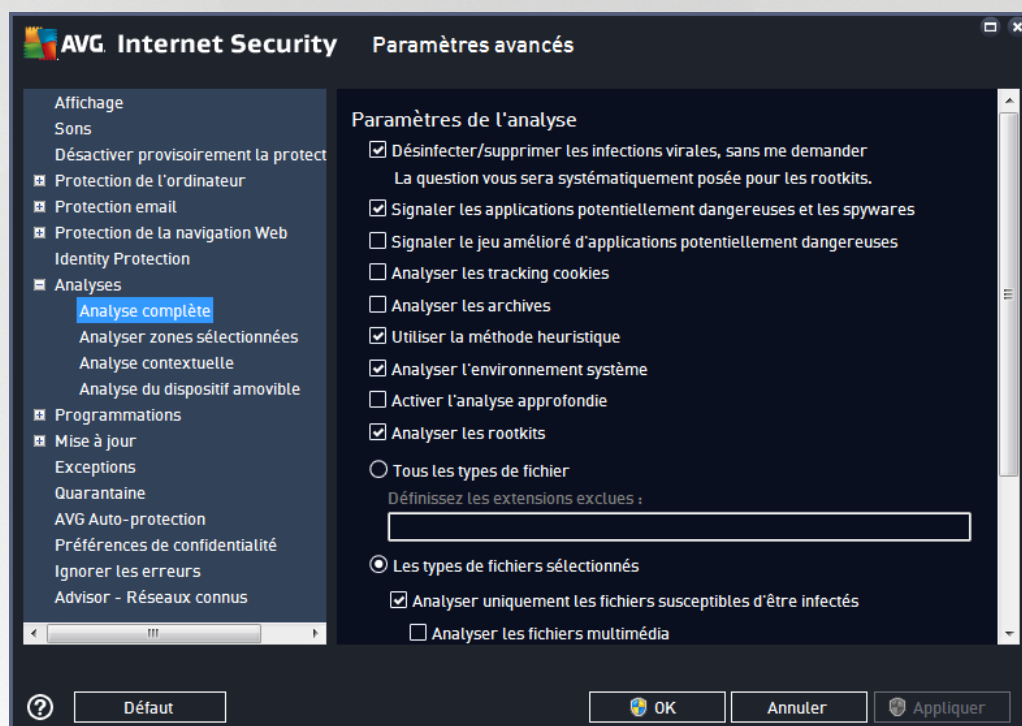 AVG. Internet Security Paramètres avancés
Affichage
Sons
Désactiver provisoirement la protect
Protection de l'ordinateur
Protection email
Protection de la navigation Web
Identity Protection
Analyses
Analyse complète
Analyser zones sélectionnées
Analyse contextuelle
Analyse du dispositif amovible
Programmations
Mise à jour
Exceptions
Quarantaine
AVG Auto-protection
Préférences de confidentialité
Ignorer les erreurs
Advisor - Réseaux connus
Paramètres de l'analyse
Désinfecter/supprimer les infections virales, sans me demander
La question vous sera systématiquement posée pour les rootkits.
Signaler les applications potentiellement dangereuses et les spywares
Signaler le jeu amélioré d'applications potentiellement dangereuses
Analyser les tracking cookies
Analyser les archives
Utiliser la méthode heuristique
Analyser l'environnement système
Activer l'analyse approfondie
Analyser les rootkits
Tous les types de fichier
Définissez les extensions exclues :
Les types de fichiers sélectionnés
Analyser uniquement les fichiers susceptibles d'être infectés
Analyser les fichiers multimédia
? Défaut OK Annuler Appliquer